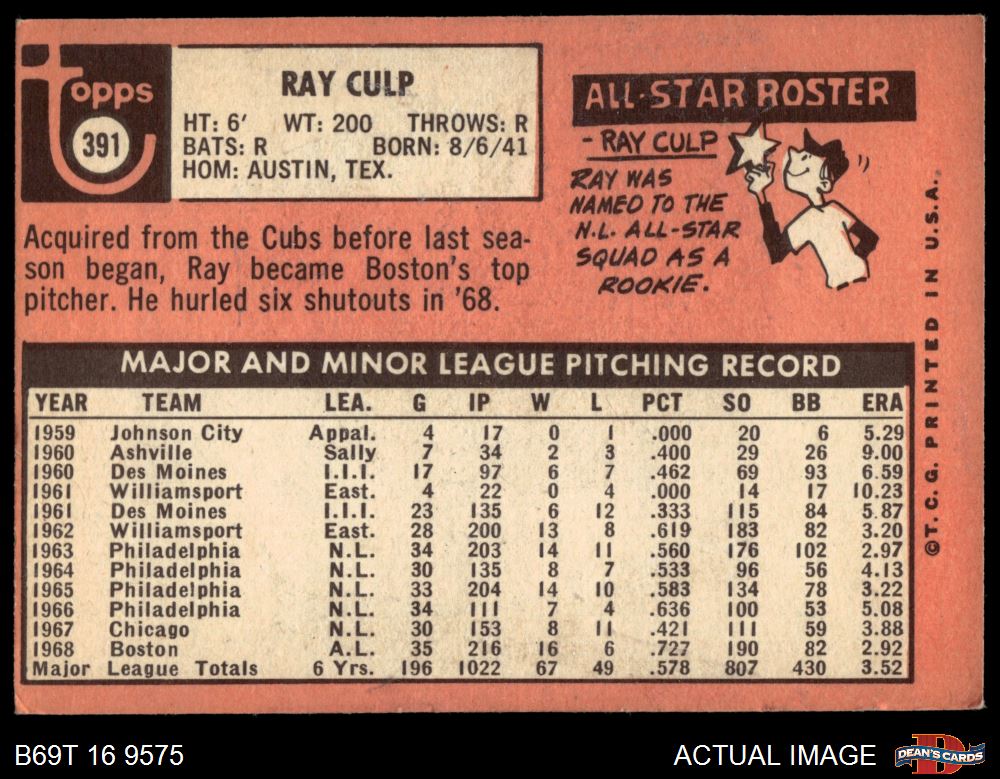 topps
391
RAY CULP
HT: 6' WT: 200 THROWS: R
BATS: R BORN: 8/6/41
HOM: AUSTIN, TEX.
Acquired from the Cubs before last sea-
son began, Ray became Boston's top
pitcher. He hurled six shutouts in '68.
ALL-STAR ROSTER
- RAY CULP
RAY WAS
NAMED TO THE
N.L. ALL-STAR
SQUAD AS A
ROOKIE.
©T.C.G. PRINTED IN U.S.A.
MAJOR AND MINOR LEAGUE PITCHING RECORD
YEAR TEAM LEA. G IP W L PCT SO BB ERA
1959 Johnson City Appal. 4 17 0 1 .000 20 6 5.29
1960 Ashville Sally 7 34 2 3 .400 29 26 9.00
1960 Des Moines I.I.I. 17 97 6 7 .462 69 93 6.59
1961 Williamsport East. 4 22 0 4 .000 14 17 10.23
1961 Des Moines I.I.I. 23 135 6 12 .333 115 84 5.87
1962 Williamsport East. 28 200 13 8 .619 183 82 3.20
1963 Philadelphia N.L. 34 203 14 11 .560 176 102 2.97
1964 Philadelphia N.L. 30 135 8 7 .533 96 56 4.13
1965 Philadelphia N.L. 33 204 14 10 .583 134 78 3.22
1966 Philadelphia N.L. 34 111 7 4 .636 100 53 5.08
1967 Chicago N.L. 30 153 8 11 .421 111 59 3.88
1968 Boston A.L. 35 216 16 6 .727 190 82 2.92
Major League Totals 6 Yrs. 196 1022 67 49 .578 807 430 3.52
B69T 16 9575
ACTUAL IMAGE
DEAN'S CARDS